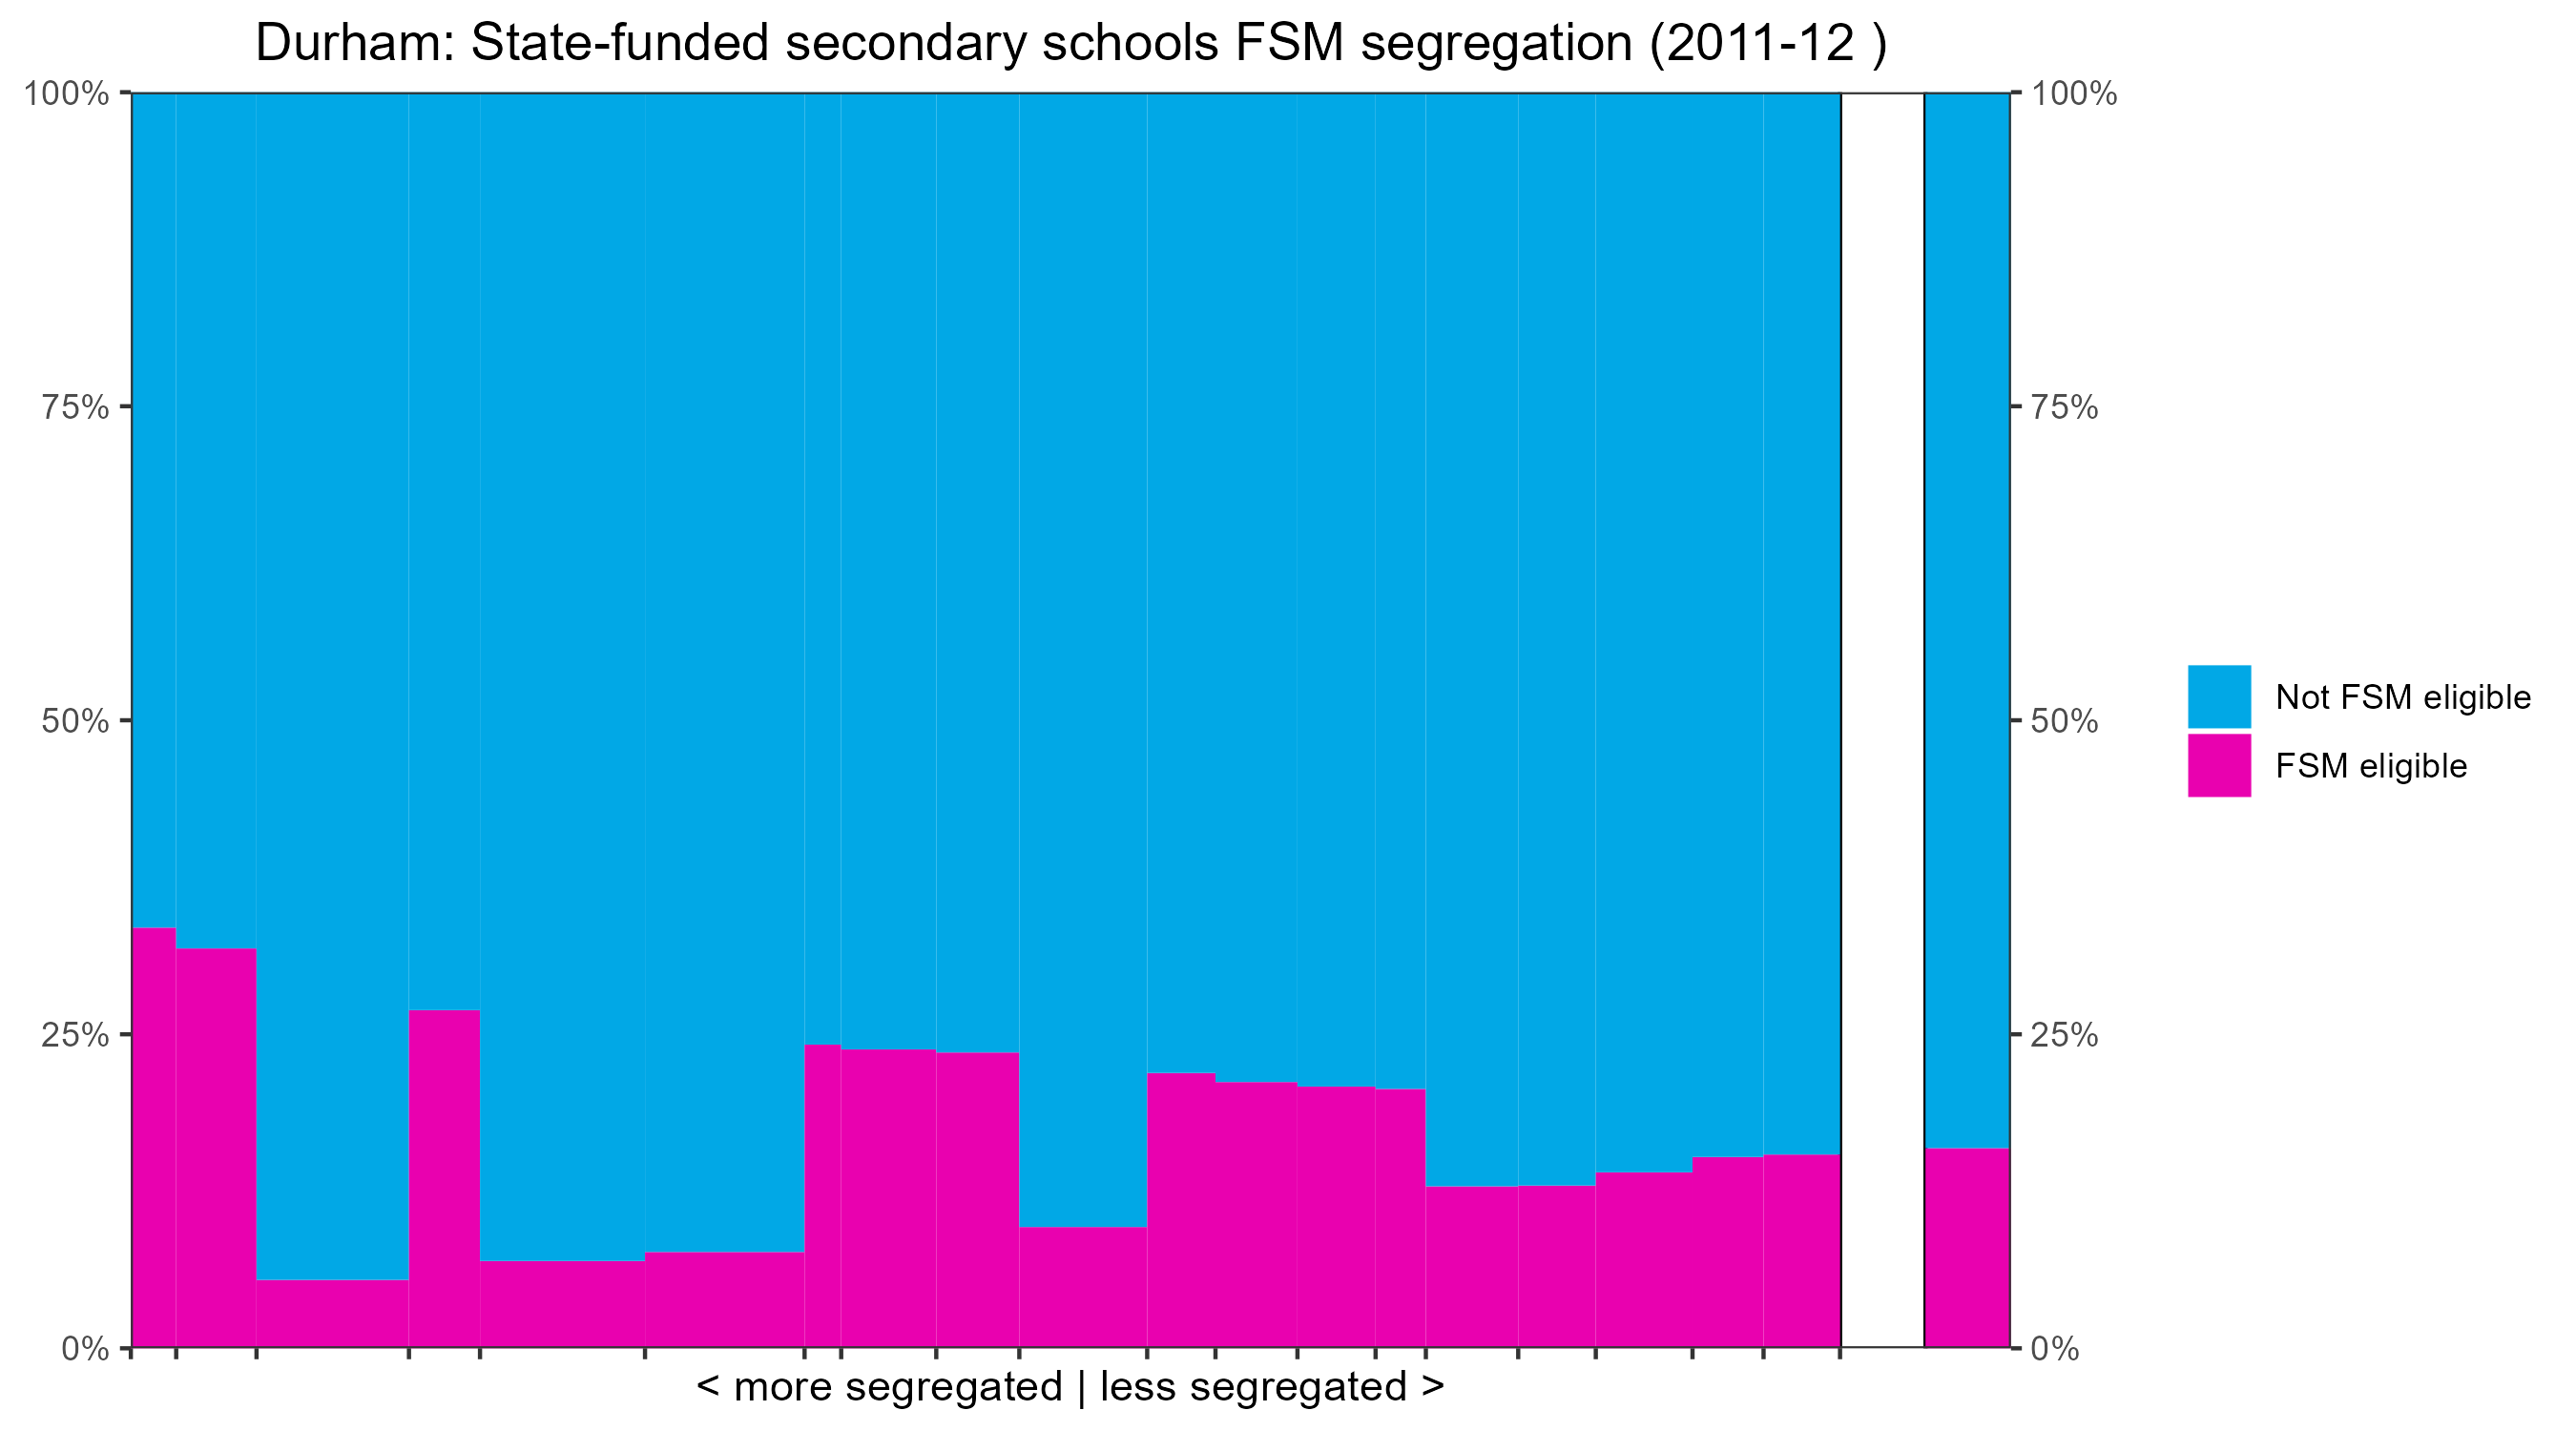 Durham: State-funded secondary schools FSM segregation (2011-12 )
100%
75%
50%
25%
0%
100%
75%
50%
25%
0%
Not FSM eligible
FSM eligible
< more segregated | less segregated >